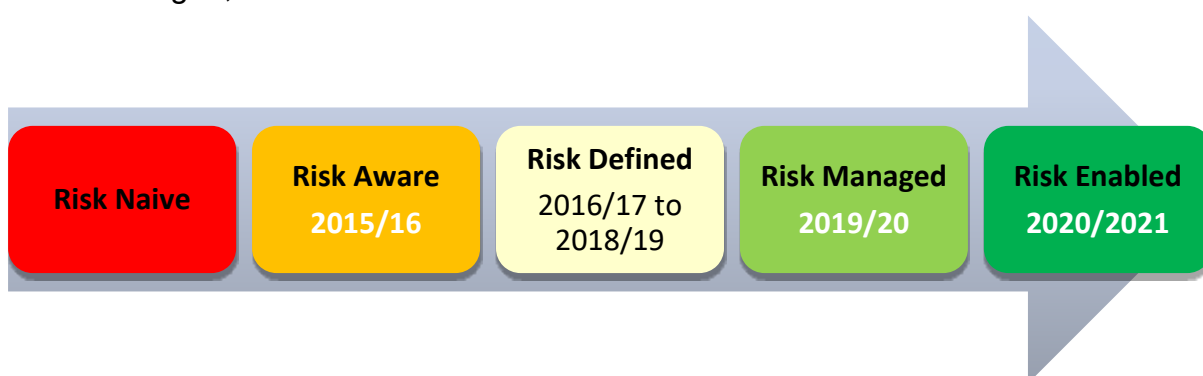 Risk Naive
Risk Aware
2015/16
Risk Defined
2016/17 to
2018/19
Risk Managed
2019/20
Risk Enabled
2020/2021